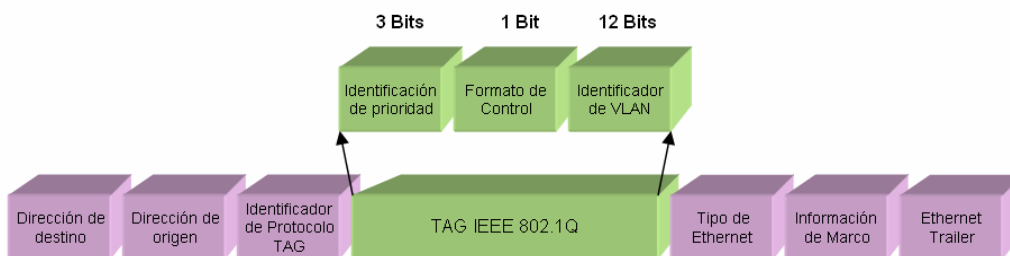 3 Bits
1 Bit
12 Bits
Identificación
de prioridad
Formato de
Control
Identificador
de VLAN
Dirección de
destino
Dirección de
origen
Identificador
de Protocolo
TAG
TAG IEEE 802.1Q
Tipo de
Ethernet
Información
de Marco
Ethernet
Trailer